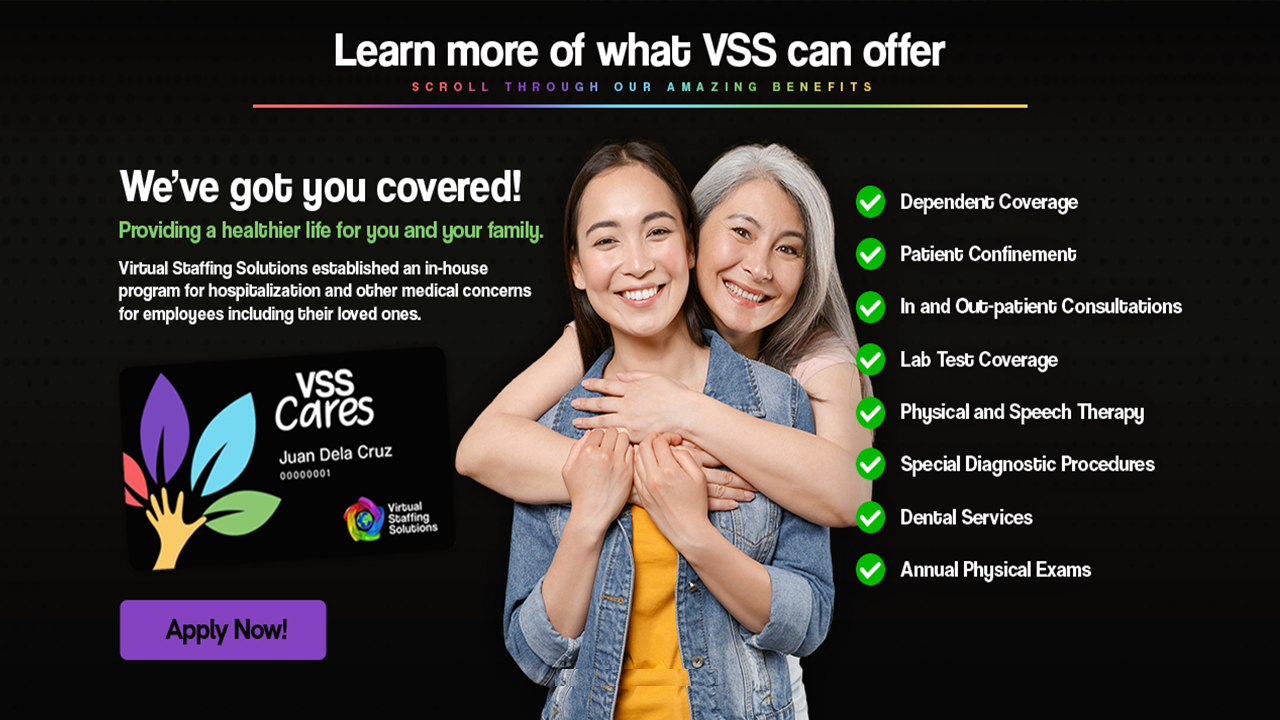 Learn more of what VSS can offer
SCROLL THROUGH OUR AMAZING BENEFITS
We've got you covered!
Providing a healthier life for you and your family.
Virtual Staffing Solutions established an in-house
program for hospitalization and other medical concerns
for employees including their loved ones.
VSS
Cares
Juan Dela Cruz
00000001
Virtual
Staffing
Solutions
Apply Now!
Dependent Coverage
Patient Confinement
In and Out-patient Consultations
Lab Test Coverage
Physical and Speech Therapy
Special Diagnostic Procedures
Dental Services
Annual Physical Exams